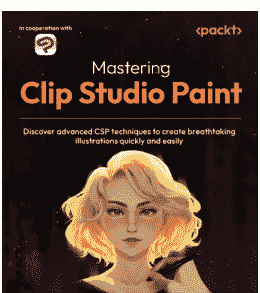 in cooperation with
<packt>
Mastering
Clip Studio Paint
Discover advanced CSP techniques to create breathtaking
illustrations quickly and easily